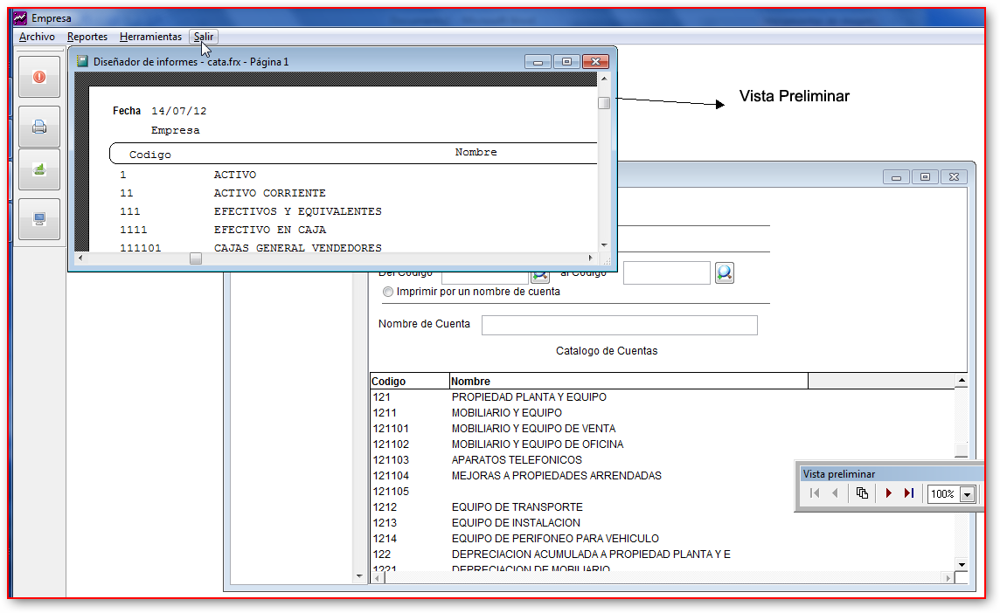 Empresa
Archivo Reportes Herramientas Salir
Diseñador de informes - cata.frx - Página 1
Vista Preliminar
Fecha 14/07/12
Empresa
Codigo Nombre
1 ACTIVO
11 ACTIVO CORRIENTE
111 EFECTIVOS Y EQUIVALENTES
1111 EFECTIVO EN CAJA
111101 CAJAS GENERAL VENDEDORES
Del Codigo al Codigo
Imprimir por un nombre de cuenta
Nombre de Cuenta
Catalogo de Cuentas
Codigo Nombre
121 PROPIEDAD PLANTA Y EQUIPO
1211 MOBILIARIO Y EQUIPO
121101 MOBILIARIO Y EQUIPO DE VENTA
121102 MOBILIARIO Y EQUIPO DE OFICINA
121103 APARATOS TELEFONICOS
121104 MEJORAS A PROPIEDADES ARRENDADAS
121105
1212 EQUIPO DE TRANSPORTE
1213 EQUIPO DE INSTALACION
1214 EQUIPO DE PERIFONEO PARA VEHICULO
122 DEPRECIACION ACUMULADA A PROPIEDAD PLANTA Y E
1221 DEPRECIACION DE MOBILIARIO
Vista preliminar
100%